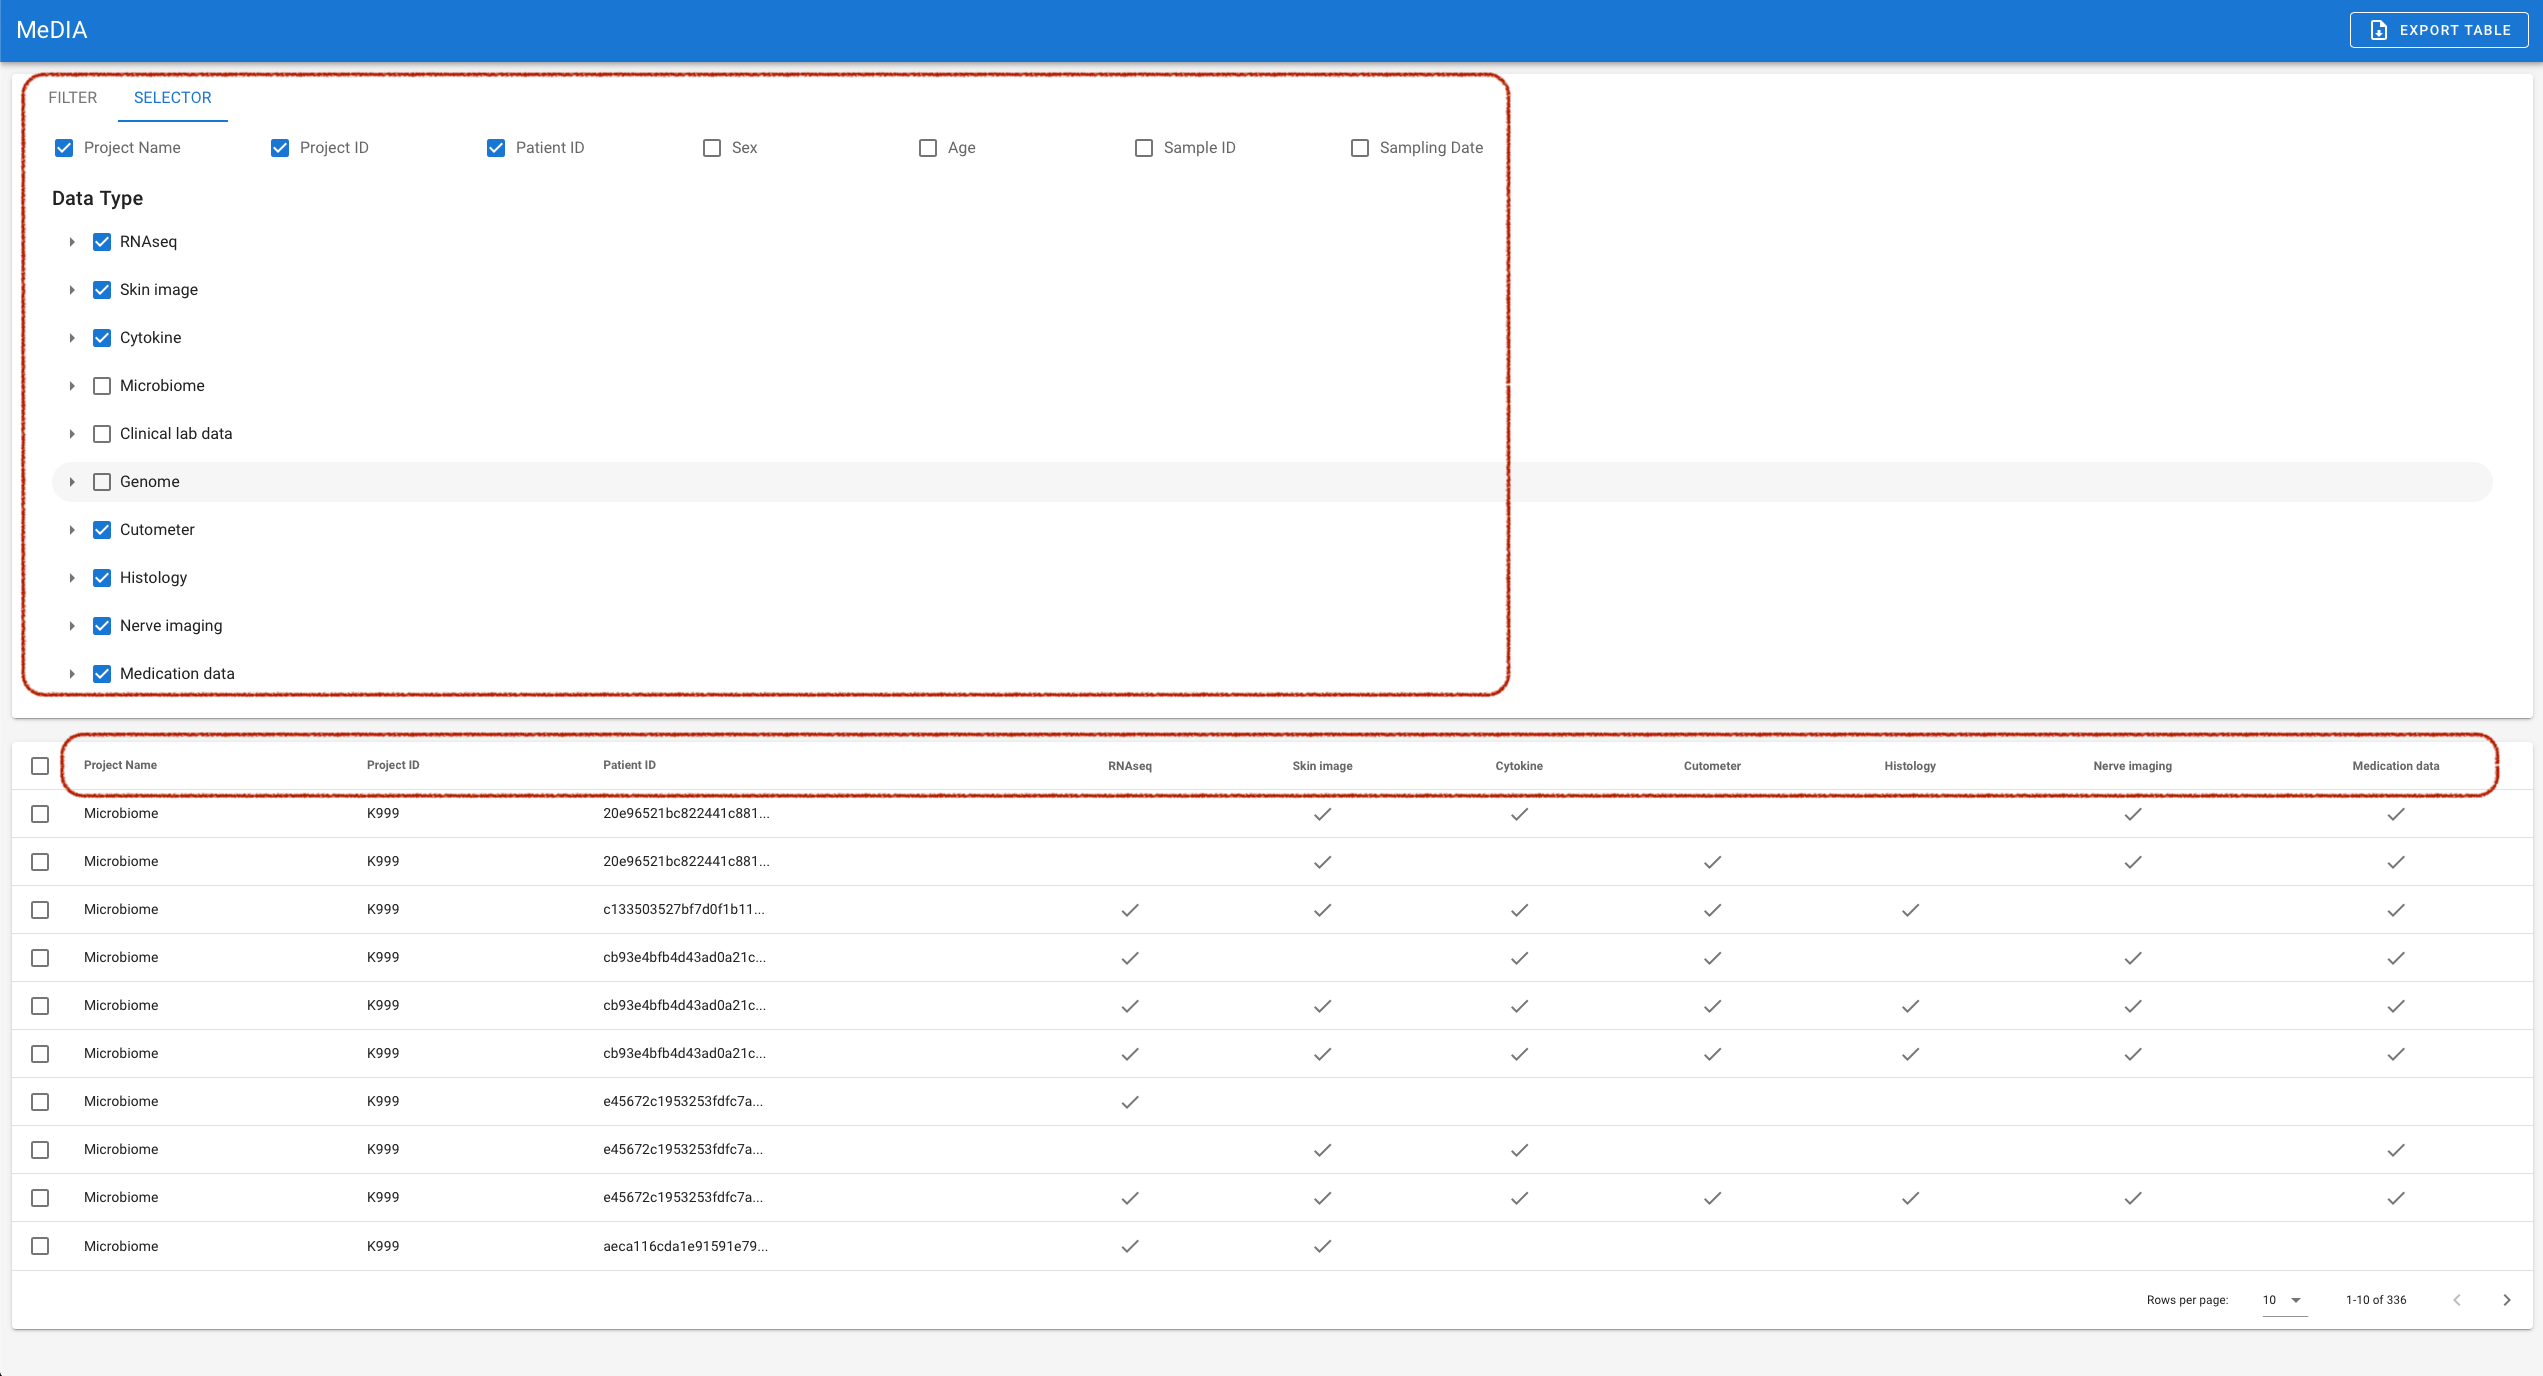 MeDIA
EXPORT TABLE
FILTER SELECTOR
Project Name Project ID Patient ID Sex Age Sample ID Sampling Date
Data Type
RNAseq
Skin image
Cytokine
Microbiome
Clinical lab data
Genome
Cutometer
Histology
Nerve imaging
Medication data
Project Name Project ID Patient ID RNAseq Skin image Cytokine Cutometer Histology Nerve imaging Medication data
Microbiome K999 20e96521bc822441c881...
Microbiome K999 20e96521bc822441c881...
Microbiome K999 c133503527bf7d0f1b11...
Microbiome K999 cb93e4bfb4d43ad0a21c...
Microbiome K999 cb93e4bfb4d43ad0a21c...
Microbiome K999 cb93e4bfb4d43ad0a21c...
Microbiome K999 e45672c1953253fdfc7a...
Microbiome K999 e45672c1953253fdfc7a...
Microbiome K999 e45672c1953253fdfc7a...
Microbiome K999 aeca116cda1e91591e79...
Rows per page: 10 1-10 of 336